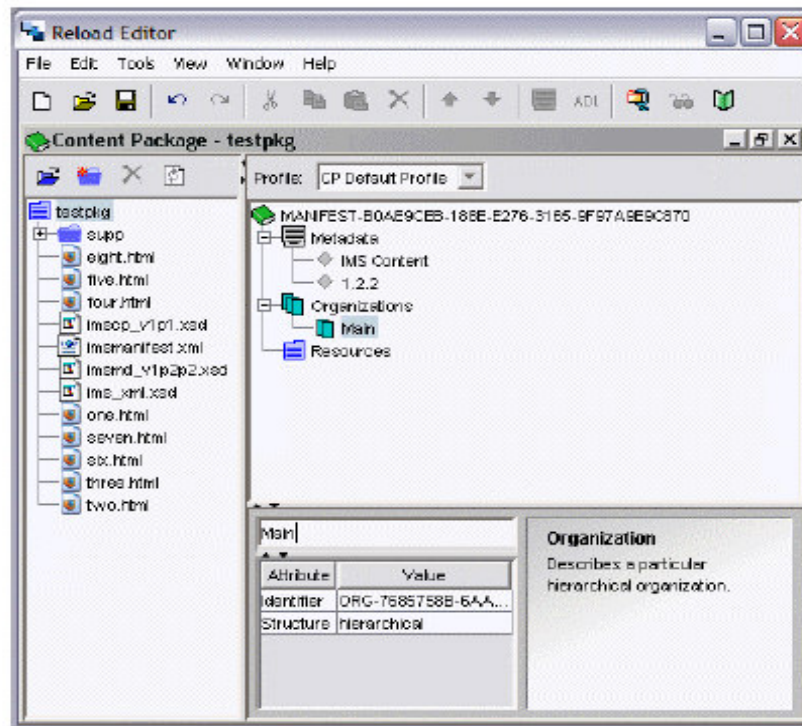 Reload Editor
File Edit Tools View Window Help
ADL
Content Package - testpkg
Profile: CP Default Profile
testpkg
supp
eight.html
five.html
four.html
imscp_v1p1.xsd
imsmanifest.xml
imsmd_v1p2p2.xsd
ims_xml.xsd
one.html
seven.html
six.html
three.html
two.html
MANIFEST-B0AE9CEB-186E-E276-3165-9F97A9E9C870
Metadata
IMS Content
1.2.2
Organizations
Main
Resources
Main
Attribute Value
Identifier ORG-7685758B-6AA...
Structure hierarchical
Organization
Describes a particular
hierarchical organization.